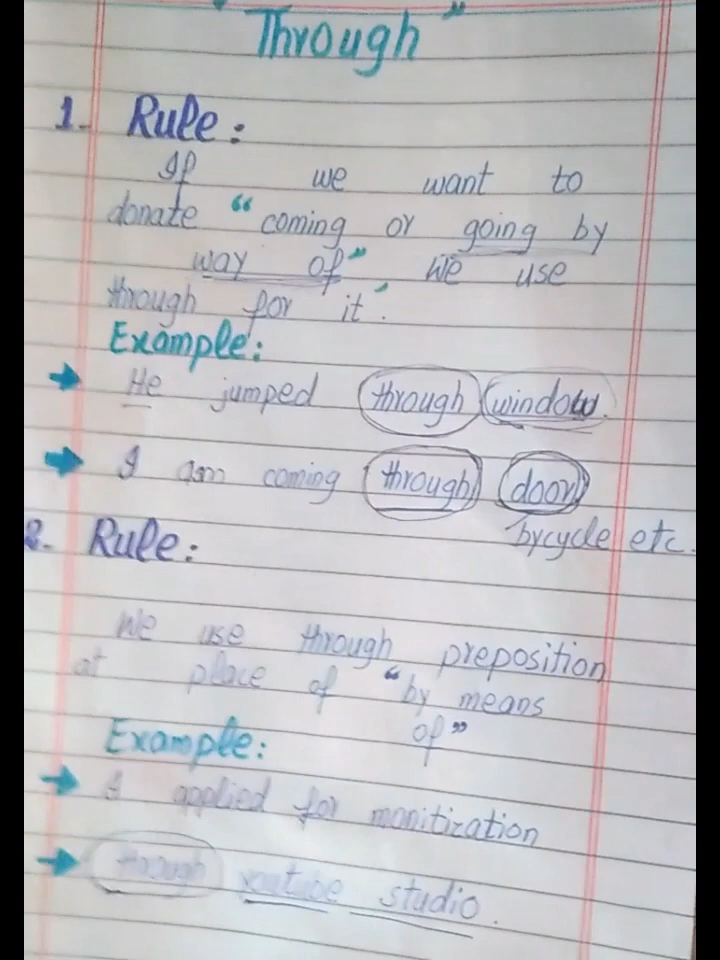 "Through"
1. Rule:
If we want to
donate "coming or going by
way of" we use
through for it'.
Example:
→ He jumped through window.
→ I am coming through door
bycycle etc.
2. Rule:
We use through preposition
at place of "by means
of"
Example:
→ I applied for monitization
→ through youtube studio.